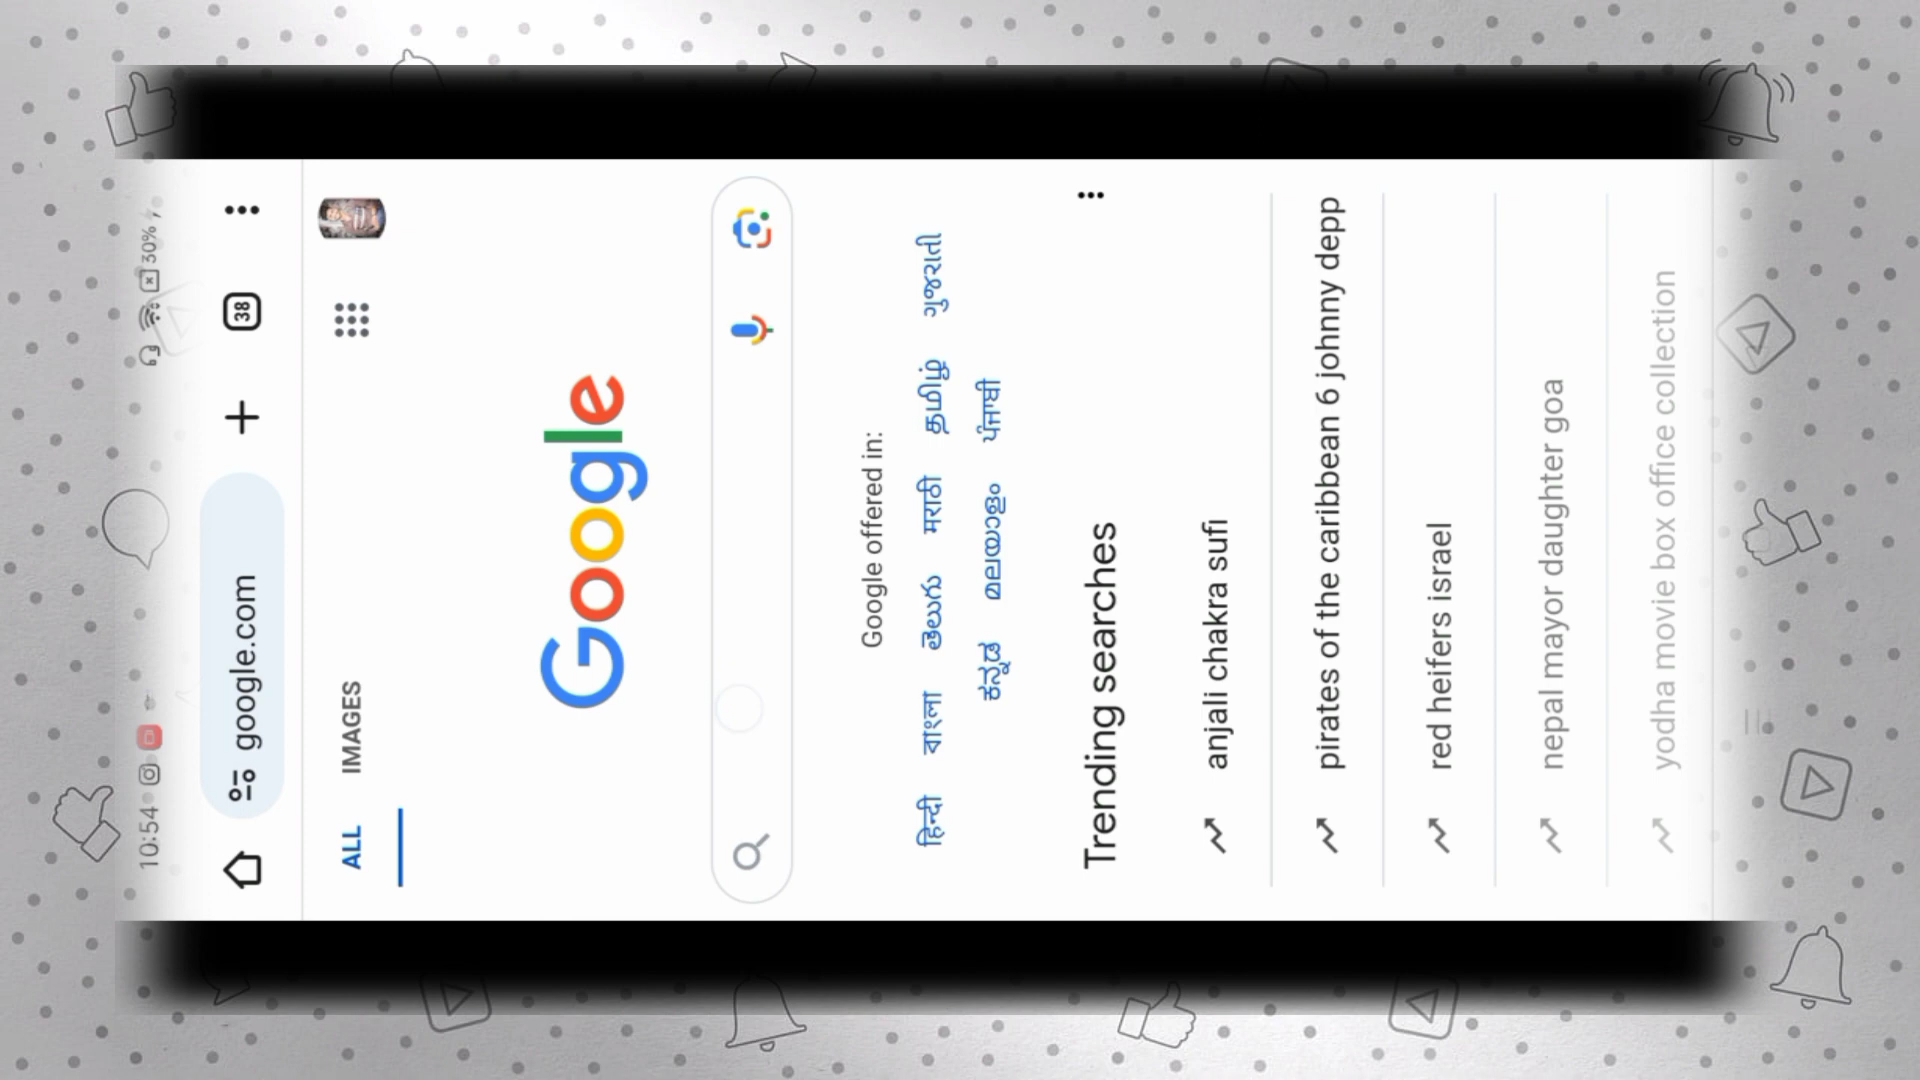 10:54 30%
google.com 38
ALL IMAGES
Google
Google offered in:
हिन्दी বাংলা తెలుగు मराठी தமிழ் ગુજરાતી
ಕನ್ನಡ മലയാളം ਪੰਜਾਬੀ
Trending searches
anjali chakra sufi
pirates of the caribbean 6 johnny depp
red heifers israel
nepal mayor daughter goa
yodha movie box office collection